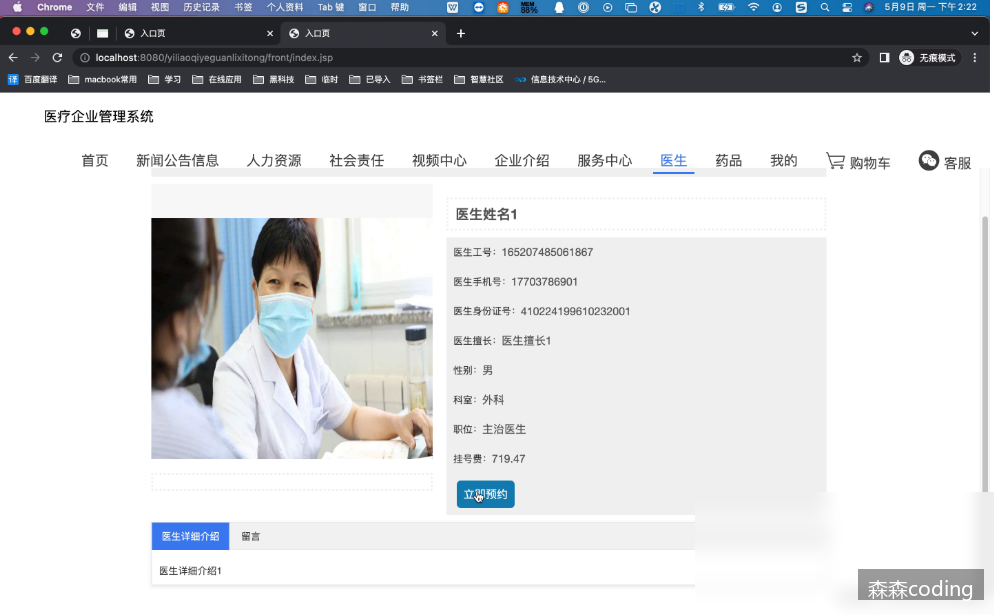 Chrome 文件 编辑 视图 历史记录 书签 个人资料 Tab 键 窗口 帮助 MEM 88% 5月9日 周一 下午2:22
入口页 入口页
localhost:8080/yiliaoqiyeguanlixitong/front/index.jsp 无痕模式
译 百度翻译 macbook常用 学习 在线应用 黑科技 临时 已导入 书签栏 智慧社区 信息技术中心 / 5G...
医疗企业管理系统
首页 新闻公告信息 人力资源 社会责任 视频中心 企业介绍 服务中心 医生 药品 我的 购物车 客服
医生姓名1
医生工号：165207485061867
医生手机号：17703786901
医生身份证号：410224199610232001
医生擅长：医生擅长1
性别：男
科室：外科
职位：主治医生
挂号费：719.47
立即预约
医生详细介绍 留言
医生详细介绍1
森森coding